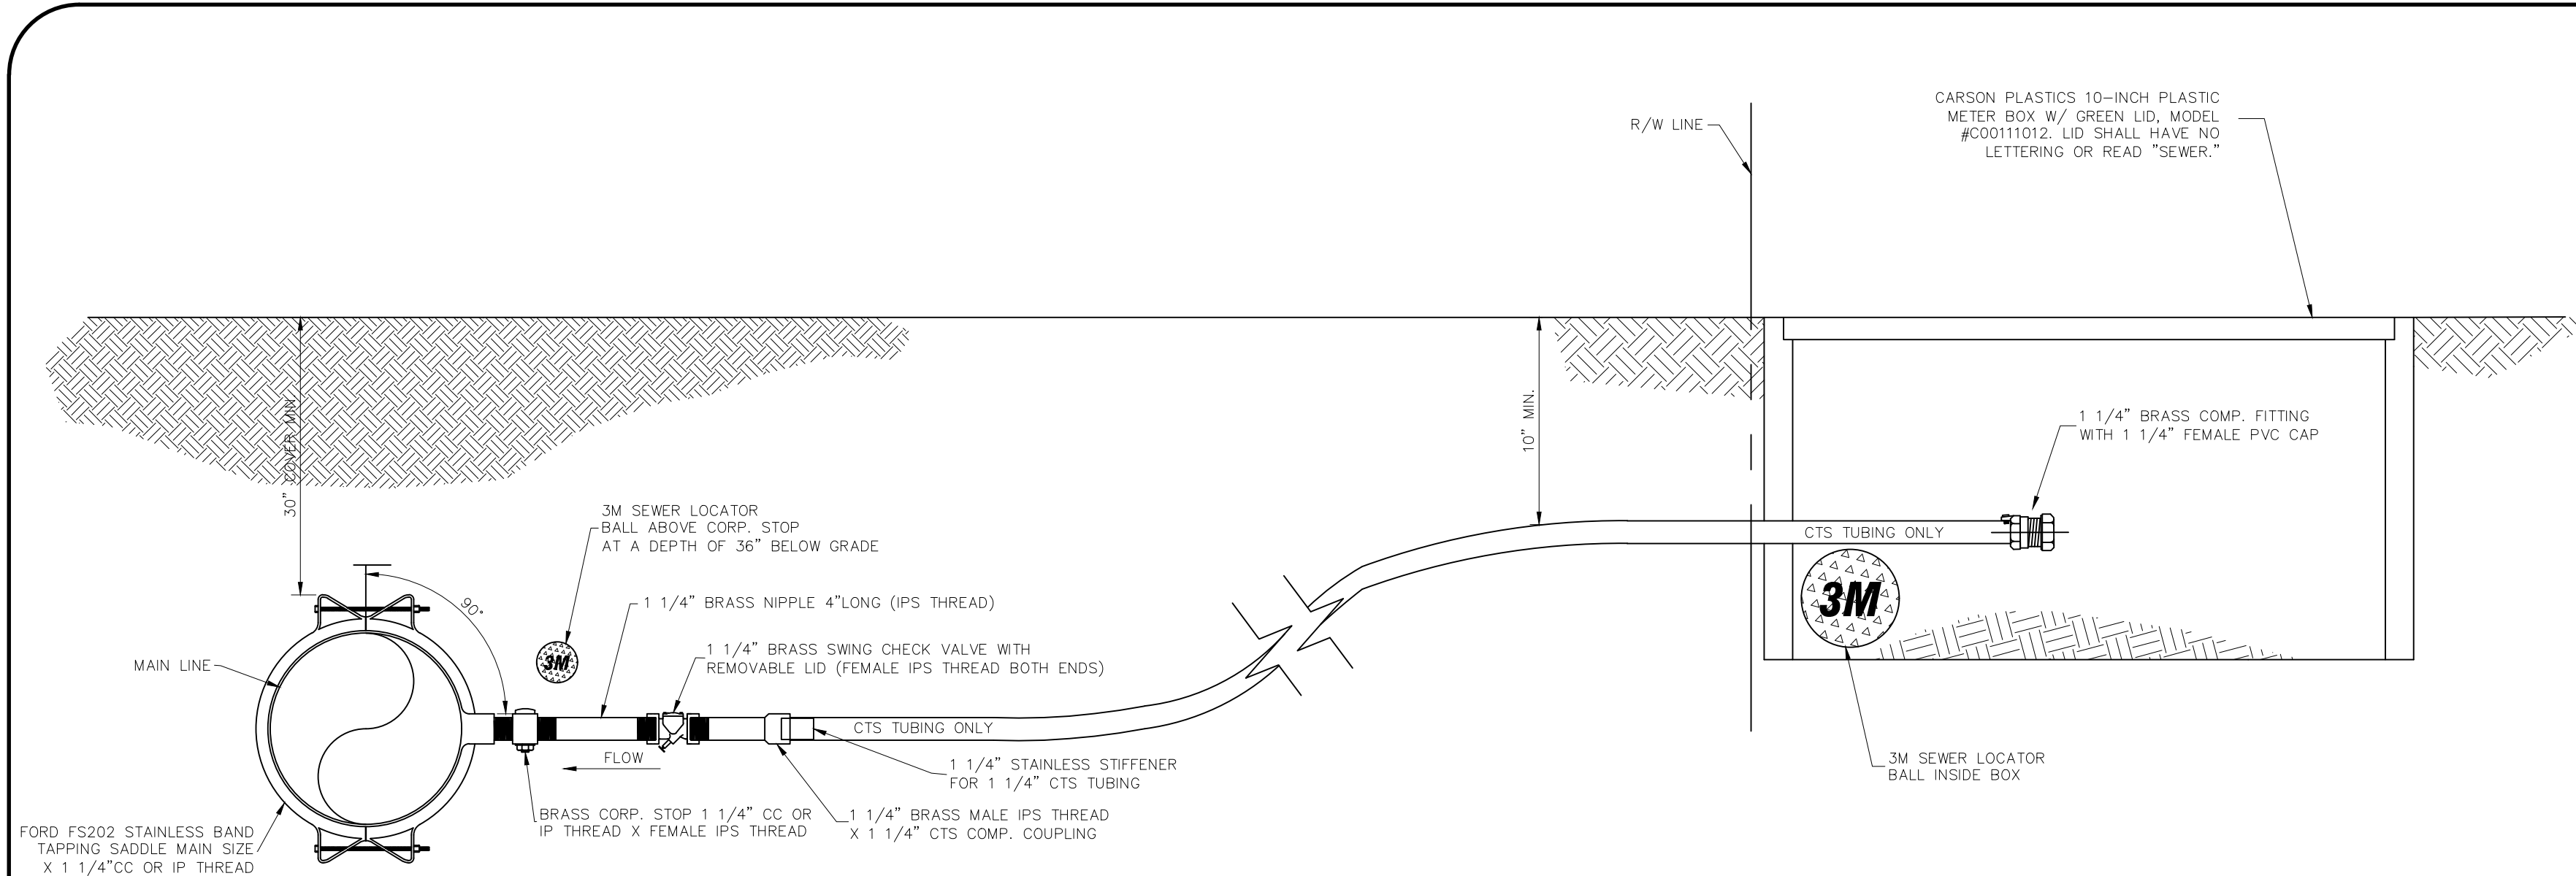 CARSON PLASTICS 10-INCH PLASTIC
METER BOX W/ GREEN LID, MODEL
#C00111012. LID SHALL HAVE NO
LETTERING OR READ "SEWER."
R/W LINE
30" COVER MIN
10" MIN.
1 1/4" BRASS COMP. FITTING
WITH 1 1/4" FEMALE PVC CAP
3M SEWER LOCATOR
BALL ABOVE CORP. STOP
AT A DEPTH OF 36" BELOW GRADE
CTS TUBING ONLY
3M
90°
1 1/4" BRASS NIPPLE 4"LONG (IPS THREAD)
3M
1 1/4" BRASS SWING CHECK VALVE WITH
REMOVABLE LID (FEMALE IPS THREAD BOTH ENDS)
MAIN LINE
CTS TUBING ONLY
FLOW
1 1/4" STAINLESS STIFFENER
FOR 1 1/4" CTS TUBING
3M SEWER LOCATOR
BALL INSIDE BOX
BRASS CORP. STOP 1 1/4" CC OR
IP THREAD X FEMALE IPS THREAD
1 1/4" BRASS MALE IPS THREAD
X 1 1/4" CTS COMP. COUPLING
FORD FS202 STAINLESS BAND
TAPPING SADDLE MAIN SIZE
X 1 1/4"CC OR IP THREAD